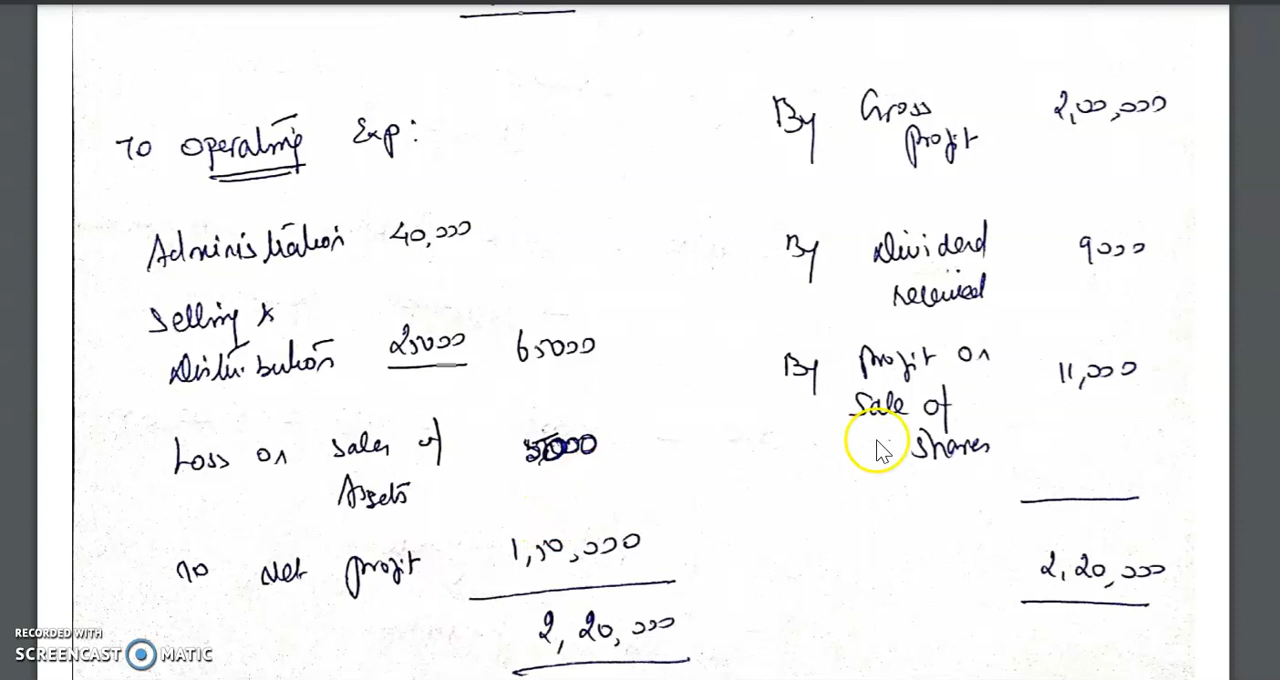 To Operating Exp:
Administration 40,000
Selling &
Distribution 25000 65000
Loss on sales of
Assets
To Net profit 1,50,000
2,20,000
By Gross 2,00,000
profit
By Dividend 9000
received
By Profit on 11,000
Sale of
shares
2,20,000
RECORDED WITH
SCREENCAST MATIC